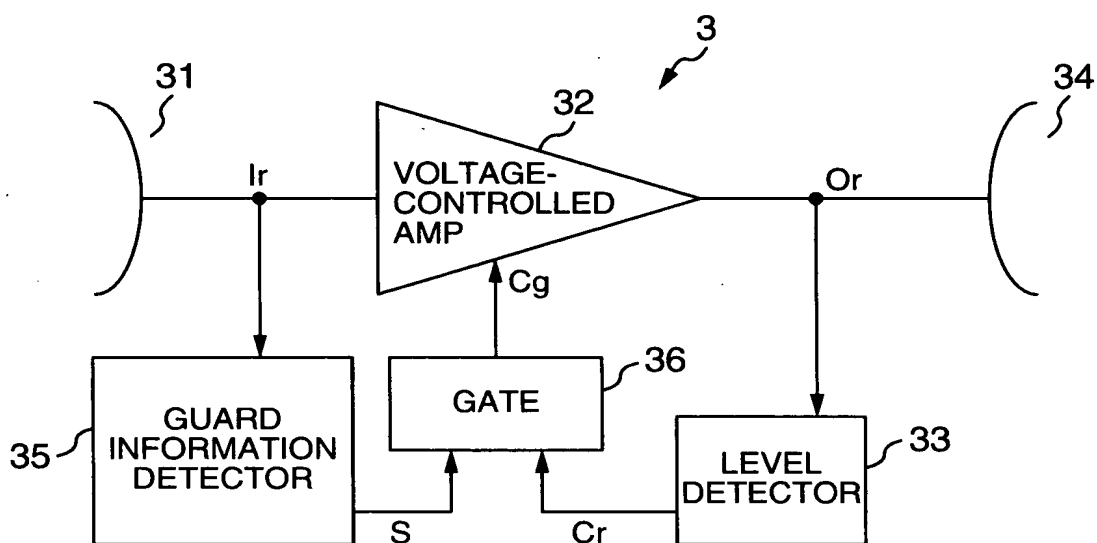 3
31
32
34
Ir
VOLTAGE-
CONTROLLED
AMP
Or
Cg
36
GATE
GUARD
INFORMATION
DETECTOR
35
33
LEVEL
DETECTOR
S
Cr